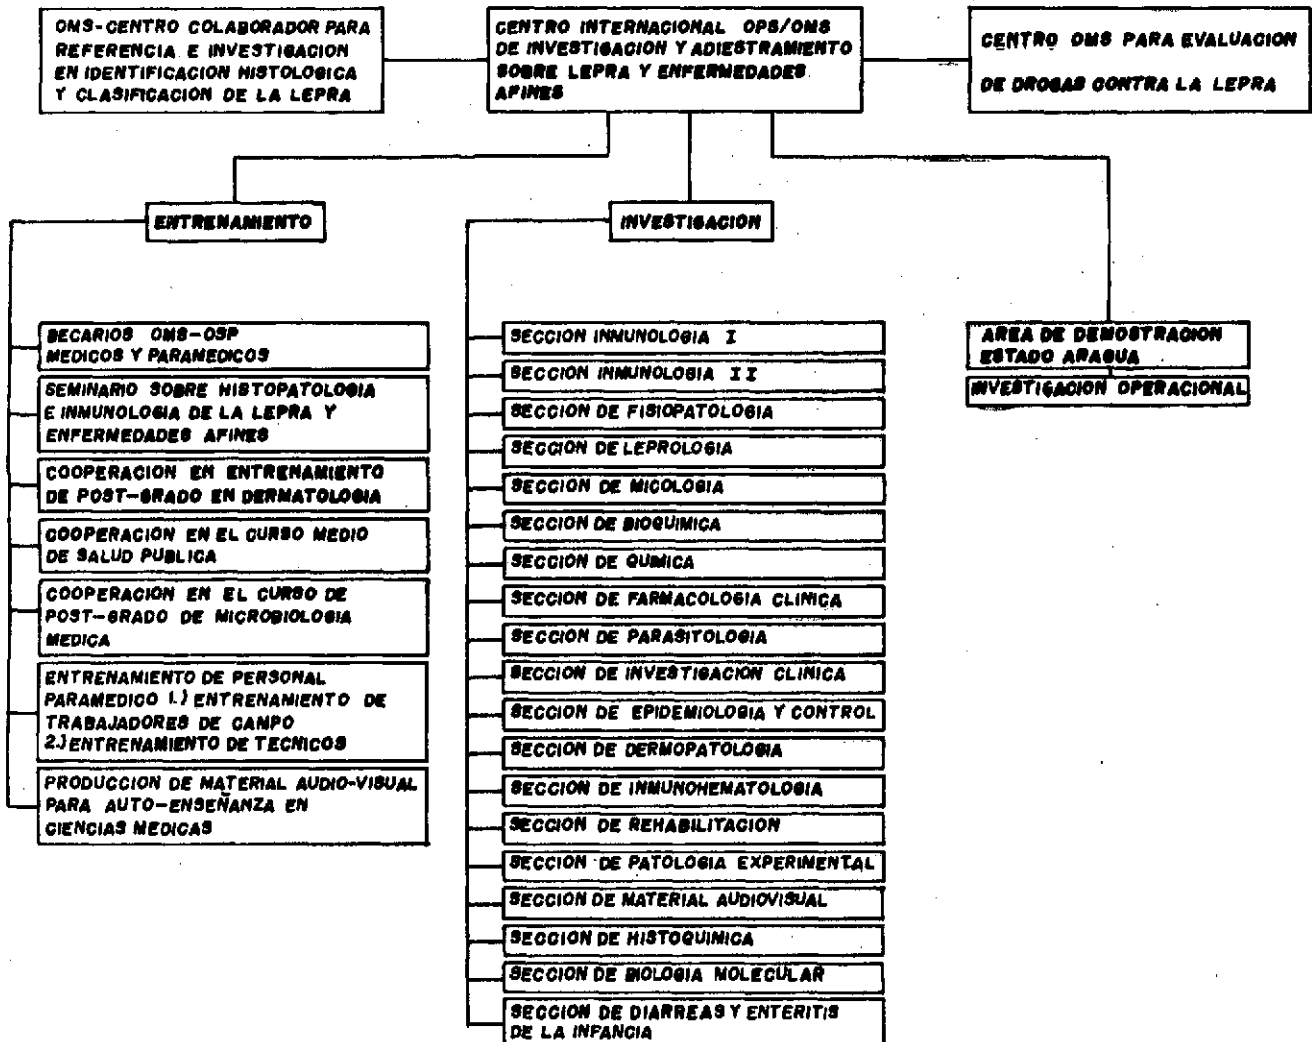 OMS-CENTRO COLABORADOR PARA
REFERENCIA E INVESTIGACION
EN IDENTIFICACION HISTOLOGICA
Y CLASIFICACION DE LA LEPRA
CENTRO INTERNACIONAL OPS/OMS
DE INVESTIGACION Y ADIESTRAMIENTO
SOBRE LEPRA Y ENFERMEDADES
AFINES
CENTRO OMS PARA EVALUACION
DE DROGAS CONTRA LA LEPRA
ENTRENAMIENTO
BECARIOS OMS-OSP
MEDICOS Y PARAMEDICOS
SEMINARIO SOBRE HISTOPATOLOGIA
E INMUNOLOGIA DE LA LEPRA Y
ENFERMEDADES AFINES
COOPERACION EN ENTRENAMIENTO
DE POST-GRADO EN DERMATOLOGIA
COOPERACION EN EL CURSO MEDIO
DE SALUD PUBLICA
COOPERACION EN EL CURSO DE
POST-GRADO DE MICROBIOLOGIA
MEDICA
ENTRENAMIENTO DE PERSONAL
PARAMEDICO 1.) ENTRENAMIENTO DE
TRABAJADORES DE CAMPO
2.) ENTRENAMIENTO DE TECNICOS
PRODUCCION DE MATERIAL AUDIO-VISUAL
PARA AUTO-ENSEÑANZA EN
CIENCIAS MEDICAS
INVESTIGACION
SECCION INMUNOLOGIA I
SECCION INMUNOLOGIA II
SECCION DE FISIOPATOLOGIA
SECCION DE LEPROLOGIA
SECCION DE MICOLOGIA
SECCION DE BIOQUIMICA
SECCION DE QUIMICA
SECCION DE FARMACOLOGIA CLINICA
SECCION DE PARASITOLOGIA
SECCION DE INVESTIGACION CLINICA
SECCION DE EPIDEMIOLOGIA Y CONTROL
SECCION DE DERMOPATOLOGIA
SECCION DE INMUNOHEMATOLOGIA
SECCION DE REHABILITACION
SECCION DE PATOLOGIA EXPERIMENTAL
SECCION DE MATERIAL AUDIOVISUAL
SECCION DE HISTOQUIMICA
SECCION DE BIOLOGIA MOLECULAR
SECCION DE DIARREAS Y ENTERITIS
DE LA INFANCIA
AREA DE DEMOSTRACION
ESTADO ARAGUA
INVESTIGACION OPERACIONAL